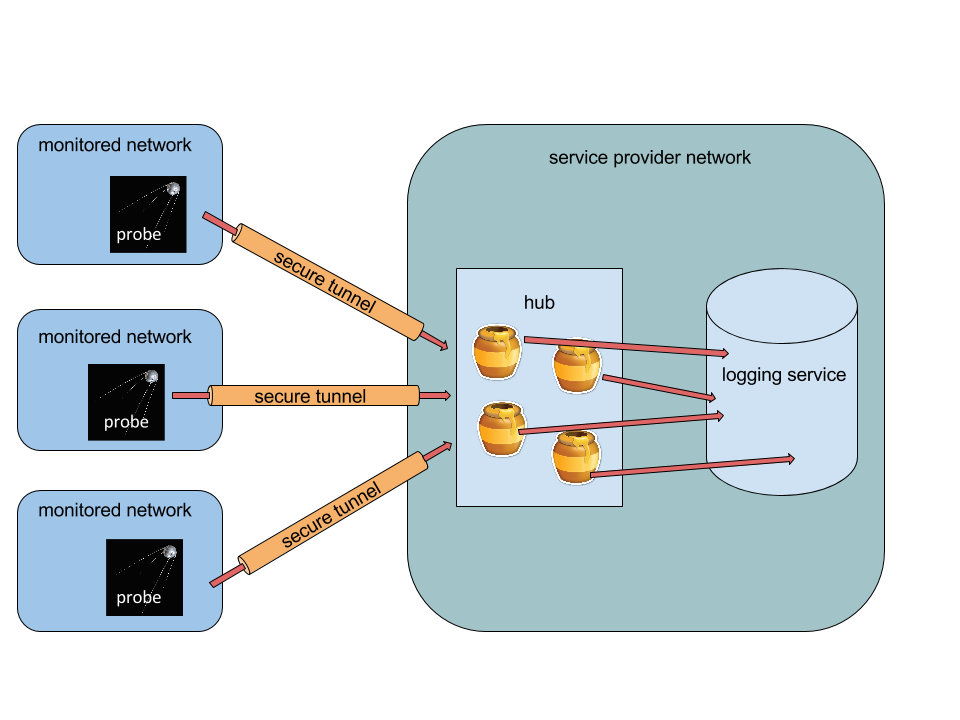 monitored network
probe
secure tunnel
monitored network
probe
secure tunnel
monitored network
probe
secure tunnel
service provider network
hub
logging service